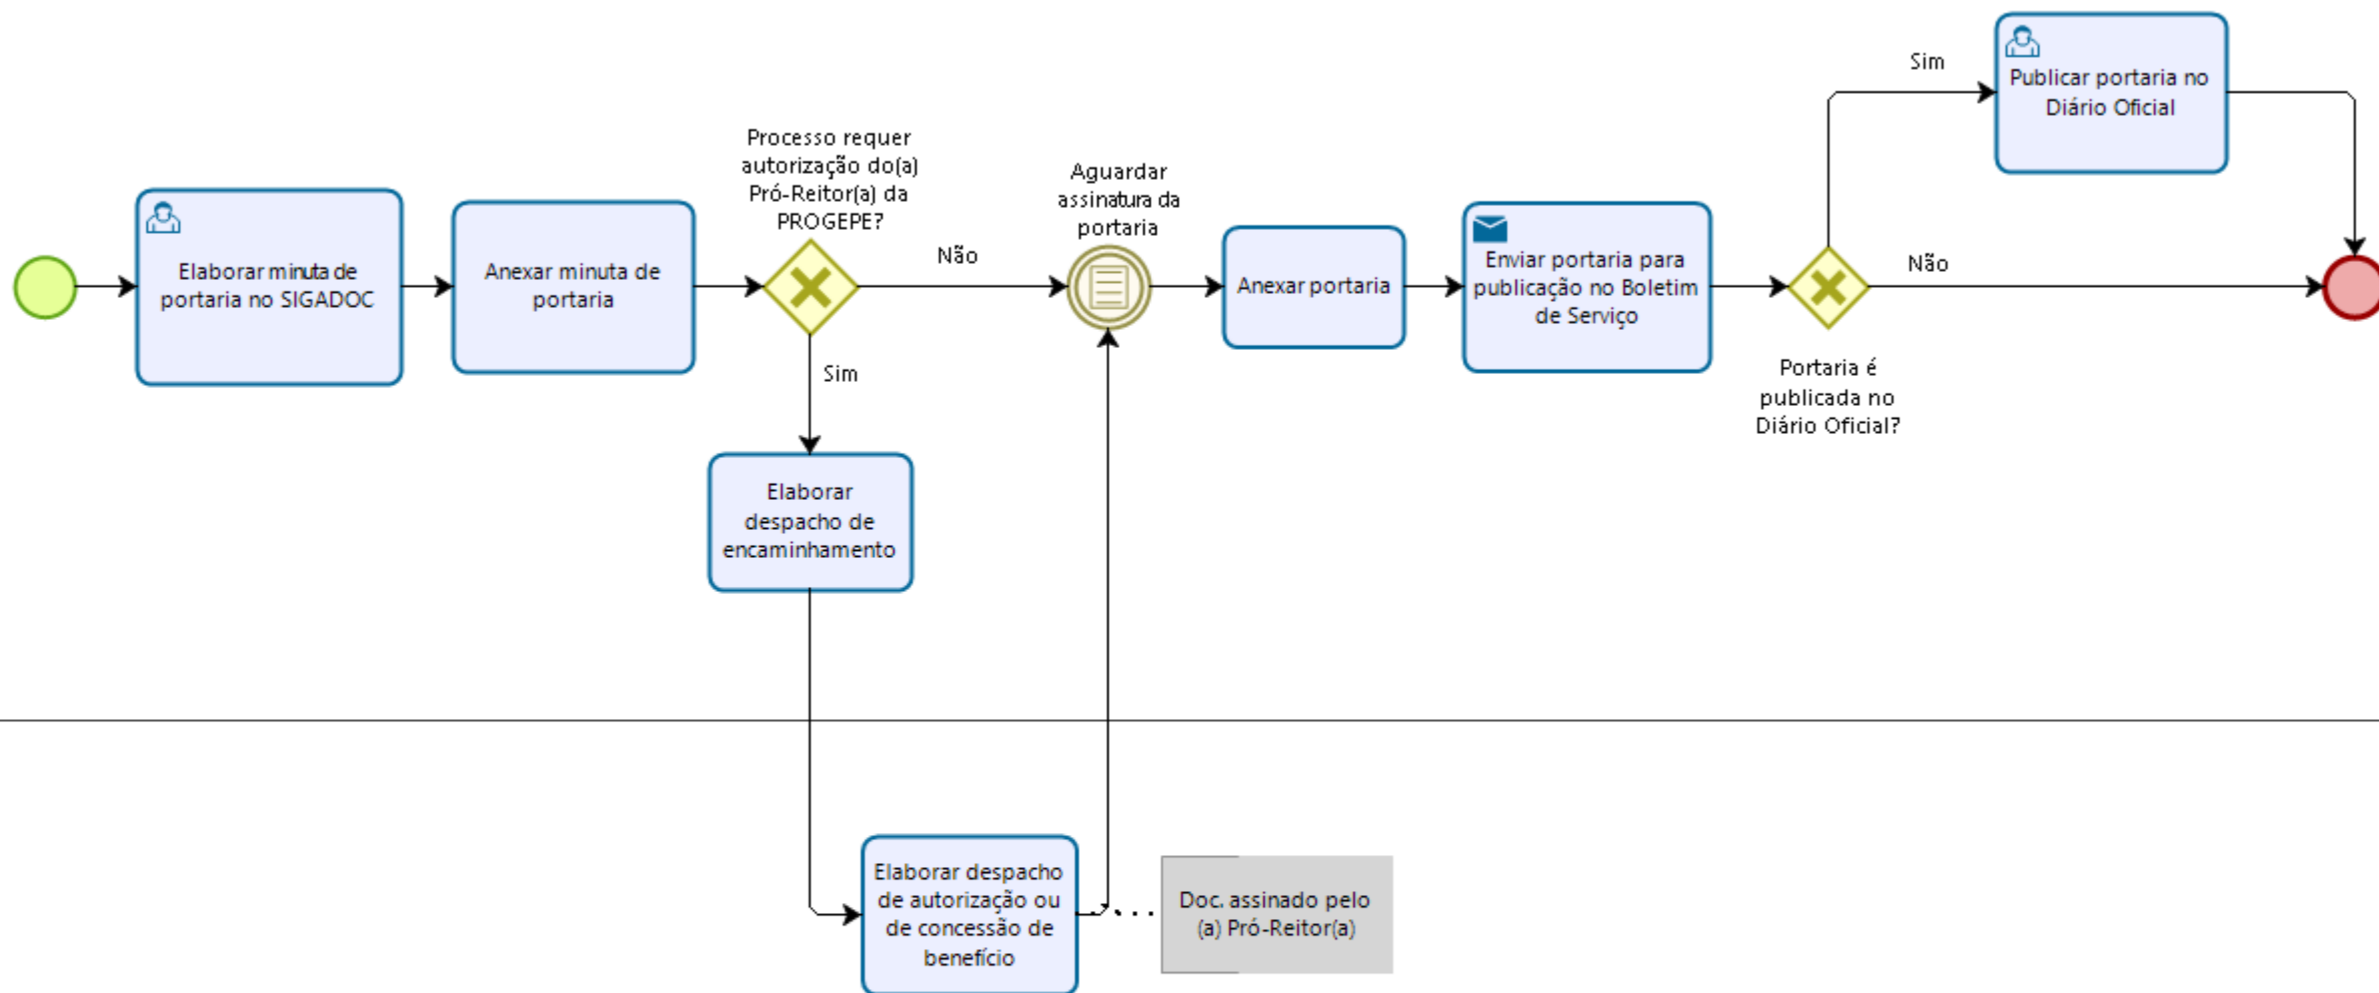 Elaborar minuta de
portaria no SIGADOC
Anexar minuta de
portaria
Processo requer
autorização do(a)
Pró-Reitor(a) da
PROGEPE?
Não
Sim
Elaborar
despacho de
encaminhamento
Elaborar despacho
de autorização ou
de concessão de
benefício
Doc. assinado pelo
(a) Pró-Reitor(a)
Aguardar
assinatura da
portaria
Anexar portaria
Enviar portaria para
publicação no Boletim
de Serviço
Portaria é
publicada no
Diário Oficial?
Sim
Publicar portaria no
Diário Oficial
Não